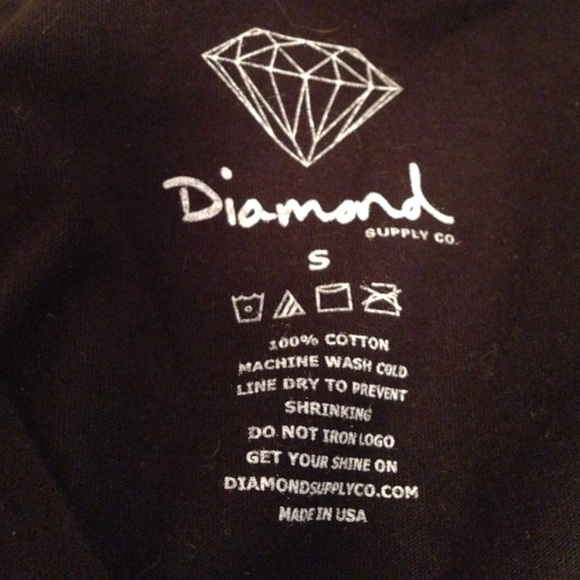 Diamond
SUPPLY CO.
S
100% COTTON
MACHINE WASH COLD
LINE DRY TO PREVENT
SHRINKING
DO NOT IRON LOGO
GET YOUR SHINE ON
DIAMONDSUPPLYCO.COM
MADE IN USA